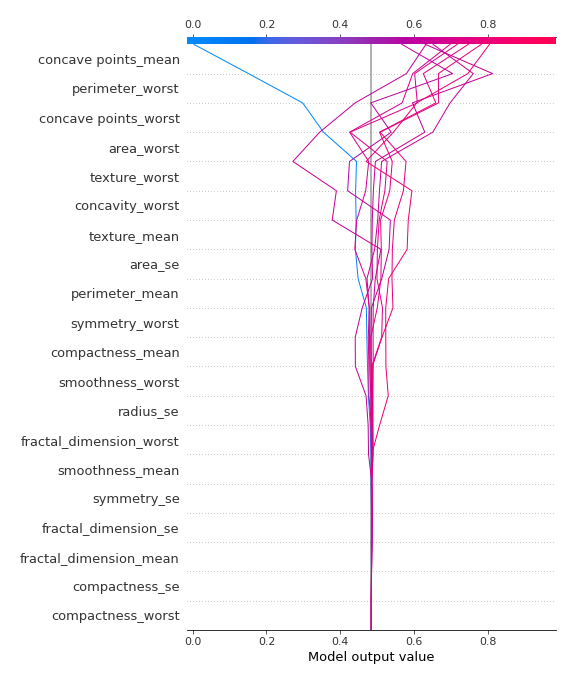 0.0 0.2 0.4 0.6 0.8
concave points_mean
perimeter_worst
concave points_worst
area_worst
texture_worst
concavity_worst
texture_mean
area_se
perimeter_mean
symmetry_worst
compactness_mean
smoothness_worst
radius_se
fractal_dimension_worst
smoothness_mean
symmetry_se
fractal_dimension_se
fractal_dimension_mean
compactness_se
compactness_worst
0.0 0.2 0.4 0.6 0.8
Model output value